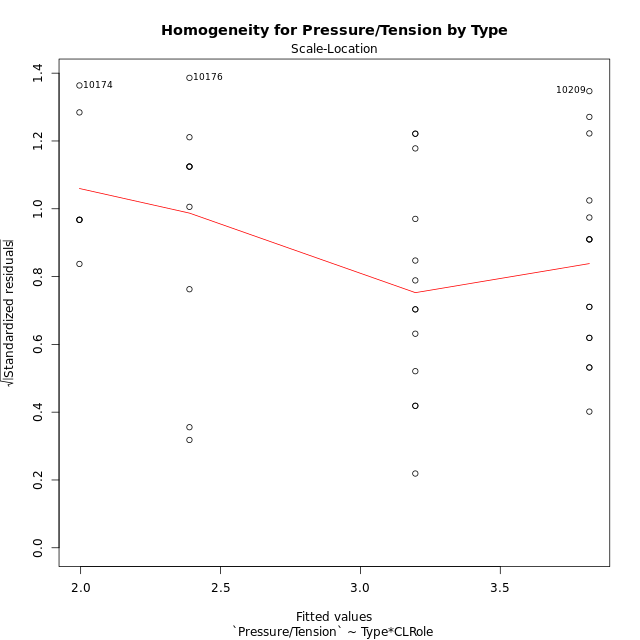 Homogeneity for Pressure/Tension by Type
Scale-Location
10174
10176
10209
1.4
1.2
1.0
0.8
0.6
0.4
0.2
0.0
√|Standardized residuals|
2.0 2.5 3.0 3.5
Fitted values
`Pressure/Tension` ~ Type*CLRole